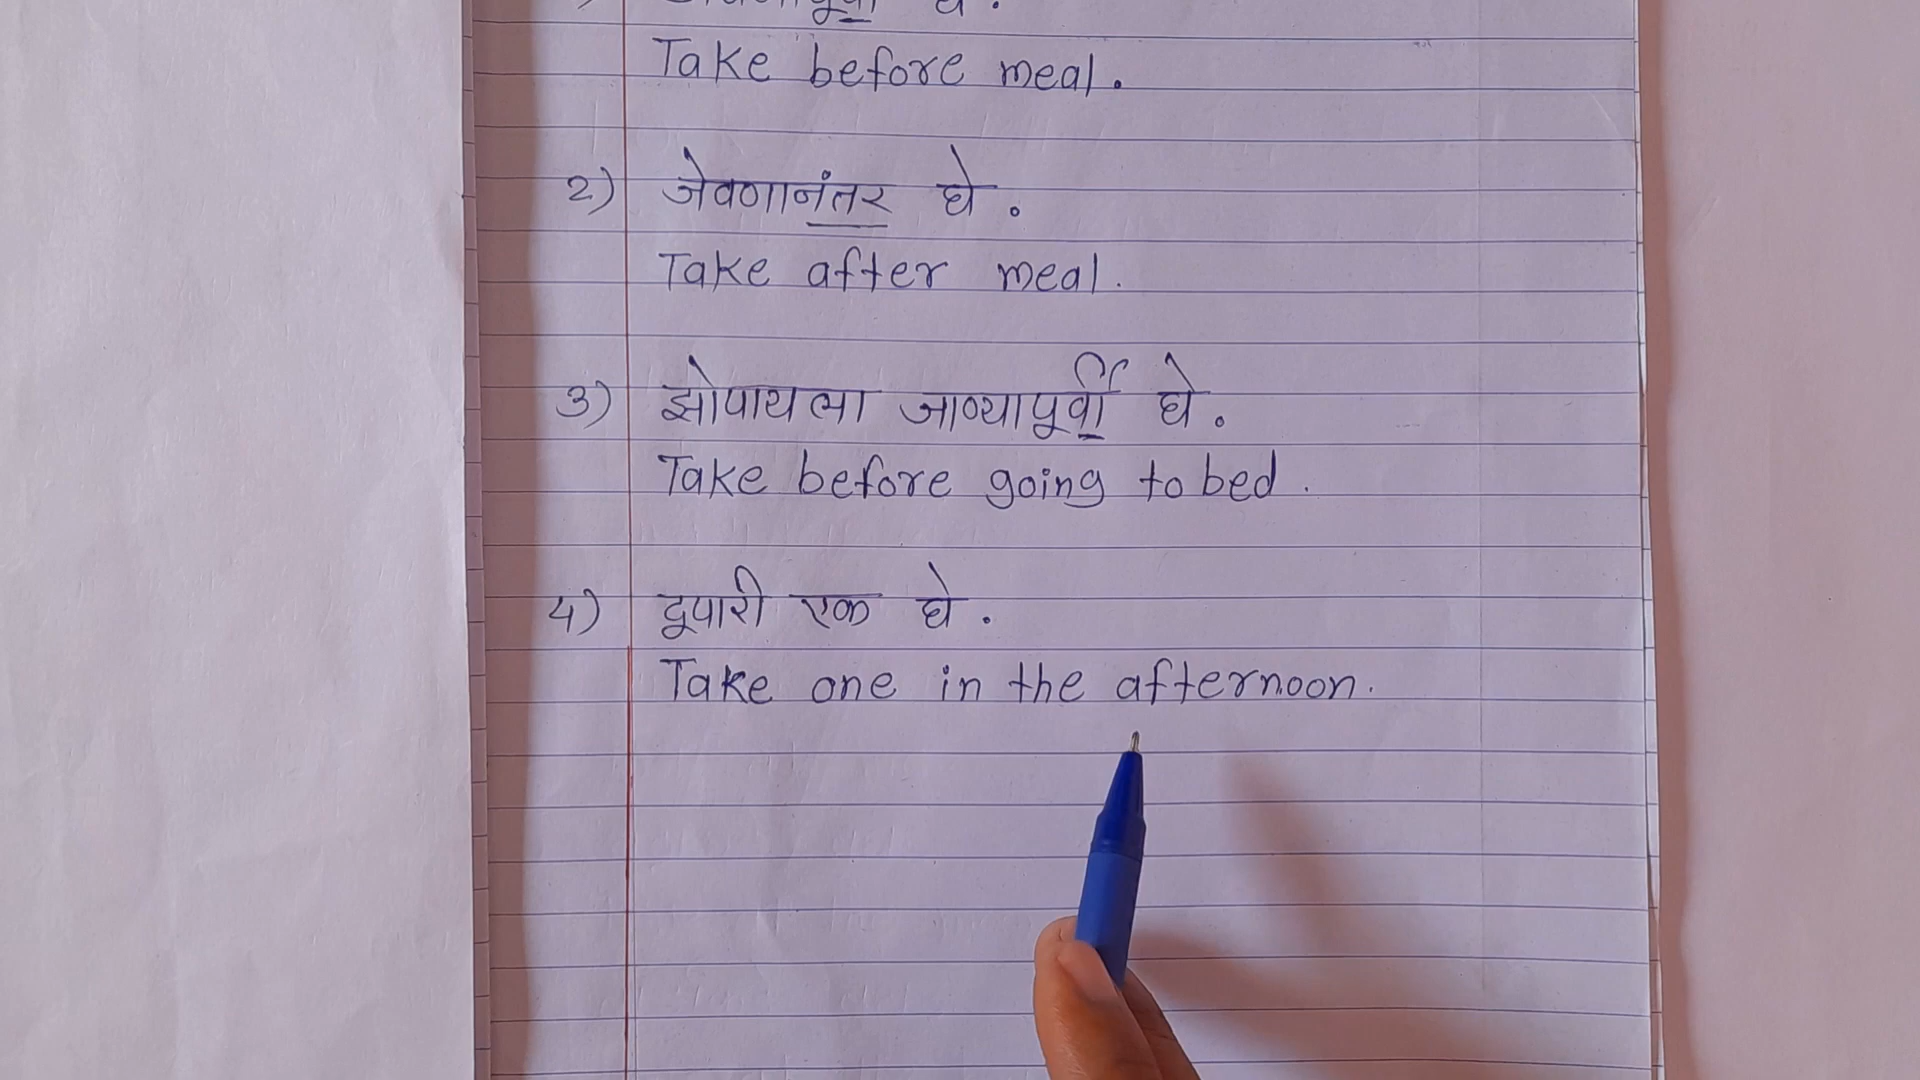 घे.
Take before meal.
2) जेवणानंतर घे.
Take after meal.
3) झोपायला जाण्यापूर्वी घे.
Take before going to bed.
4) दूपारी एक घे.
Take one in the afternoon.